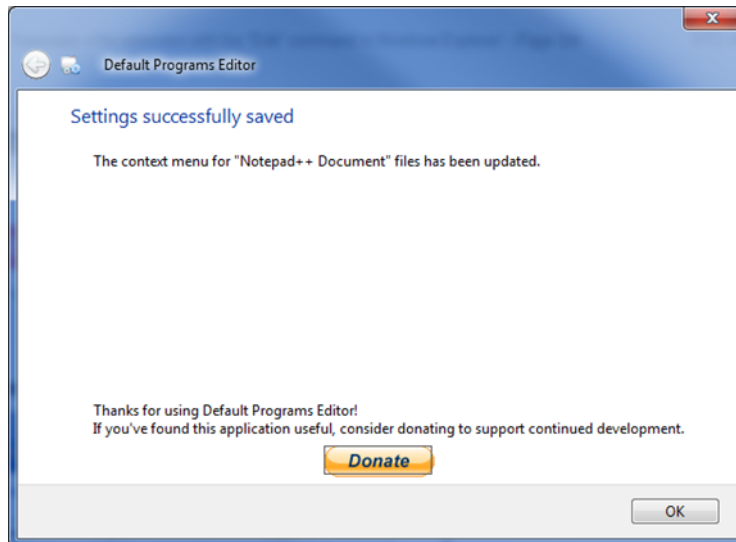 Default Programs Editor
Settings successfully saved
The context menu for "Notepad++ Document" files has been updated.
Thanks for using Default Programs Editor!
If you've found this application useful, consider donating to support continued development.
Donate
OK